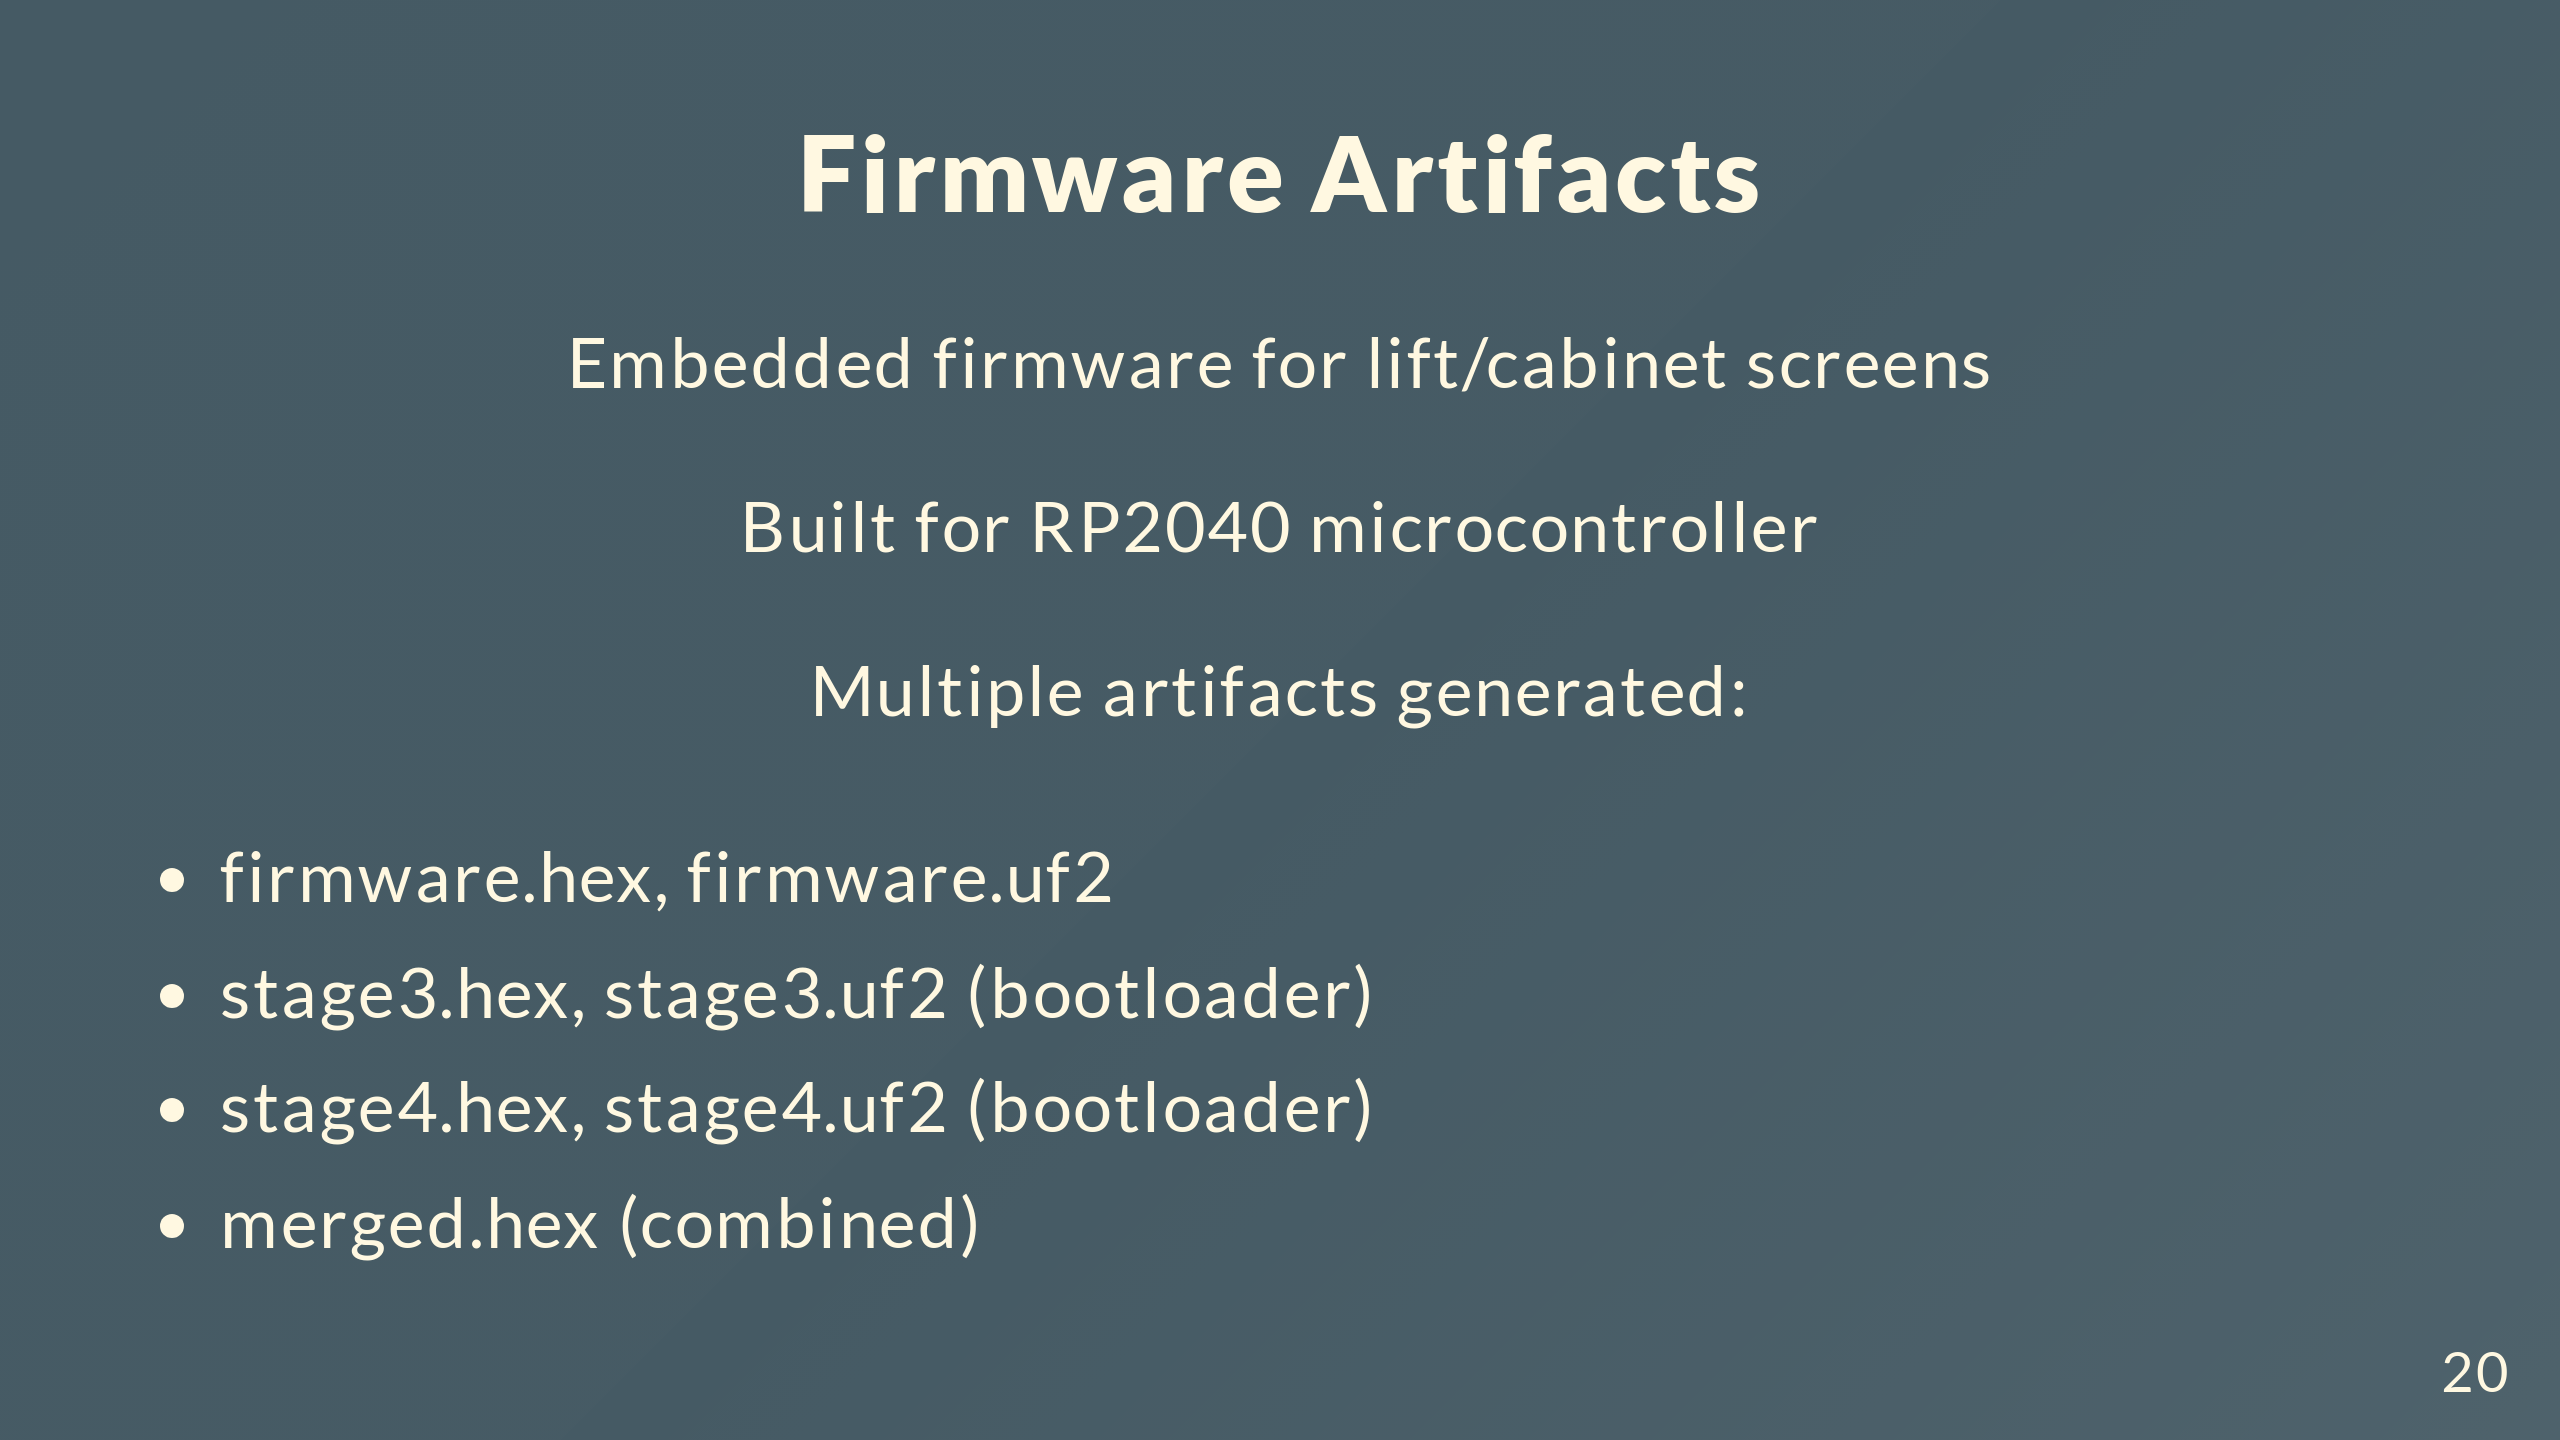 Firmware Artifacts
Embedded firmware for lift/cabinet screens
Built for RP2040 microcontroller
Multiple artifacts generated:
• firmware.hex, firmware.uf2
• stage3.hex, stage3.uf2 (bootloader)
• stage4.hex, stage4.uf2 (bootloader)
• merged.hex (combined)
20